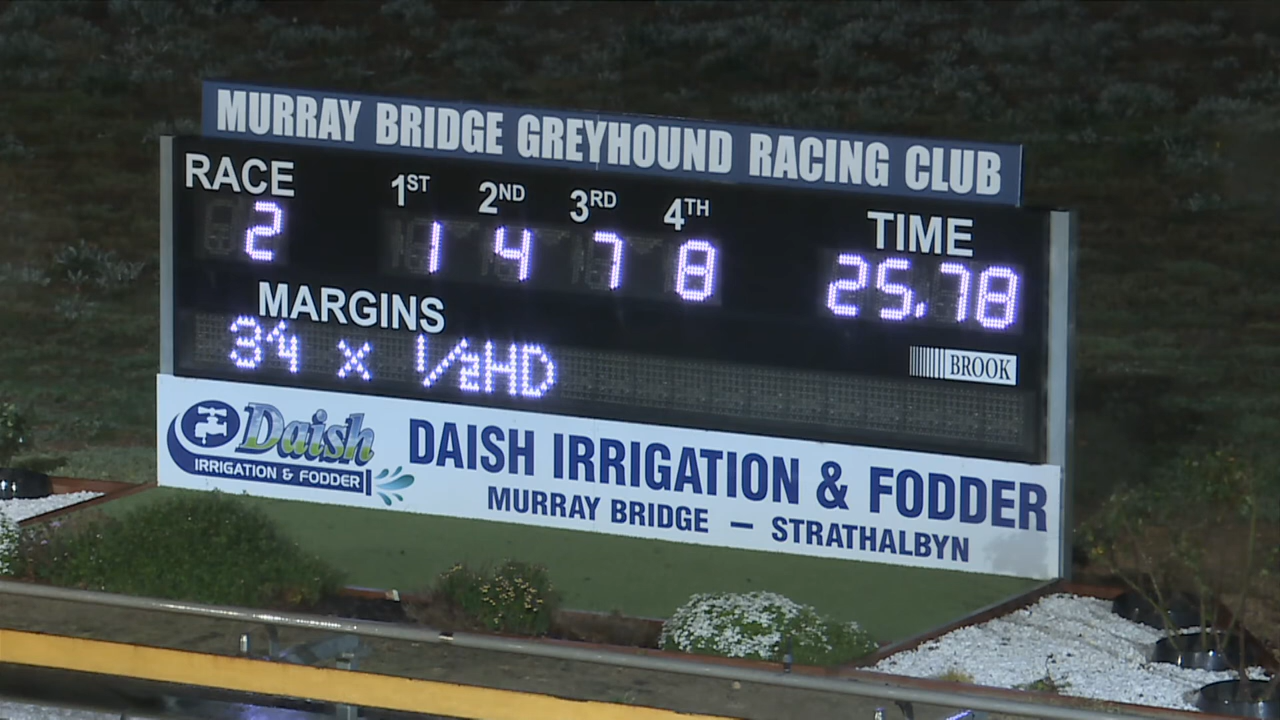 MURRAY BRIDGE GREYHOUND RACING CLUB
RACE 1ST 2ND 3RD 4TH TIME
2 1 4 7 8 25.78
MARGINS
3¼ x 1/2HD
BROOK
Daish
IRRIGATION & FODDER
DAISH IRRIGATION & FODDER
MURRAY BRIDGE — STRATHALBYN